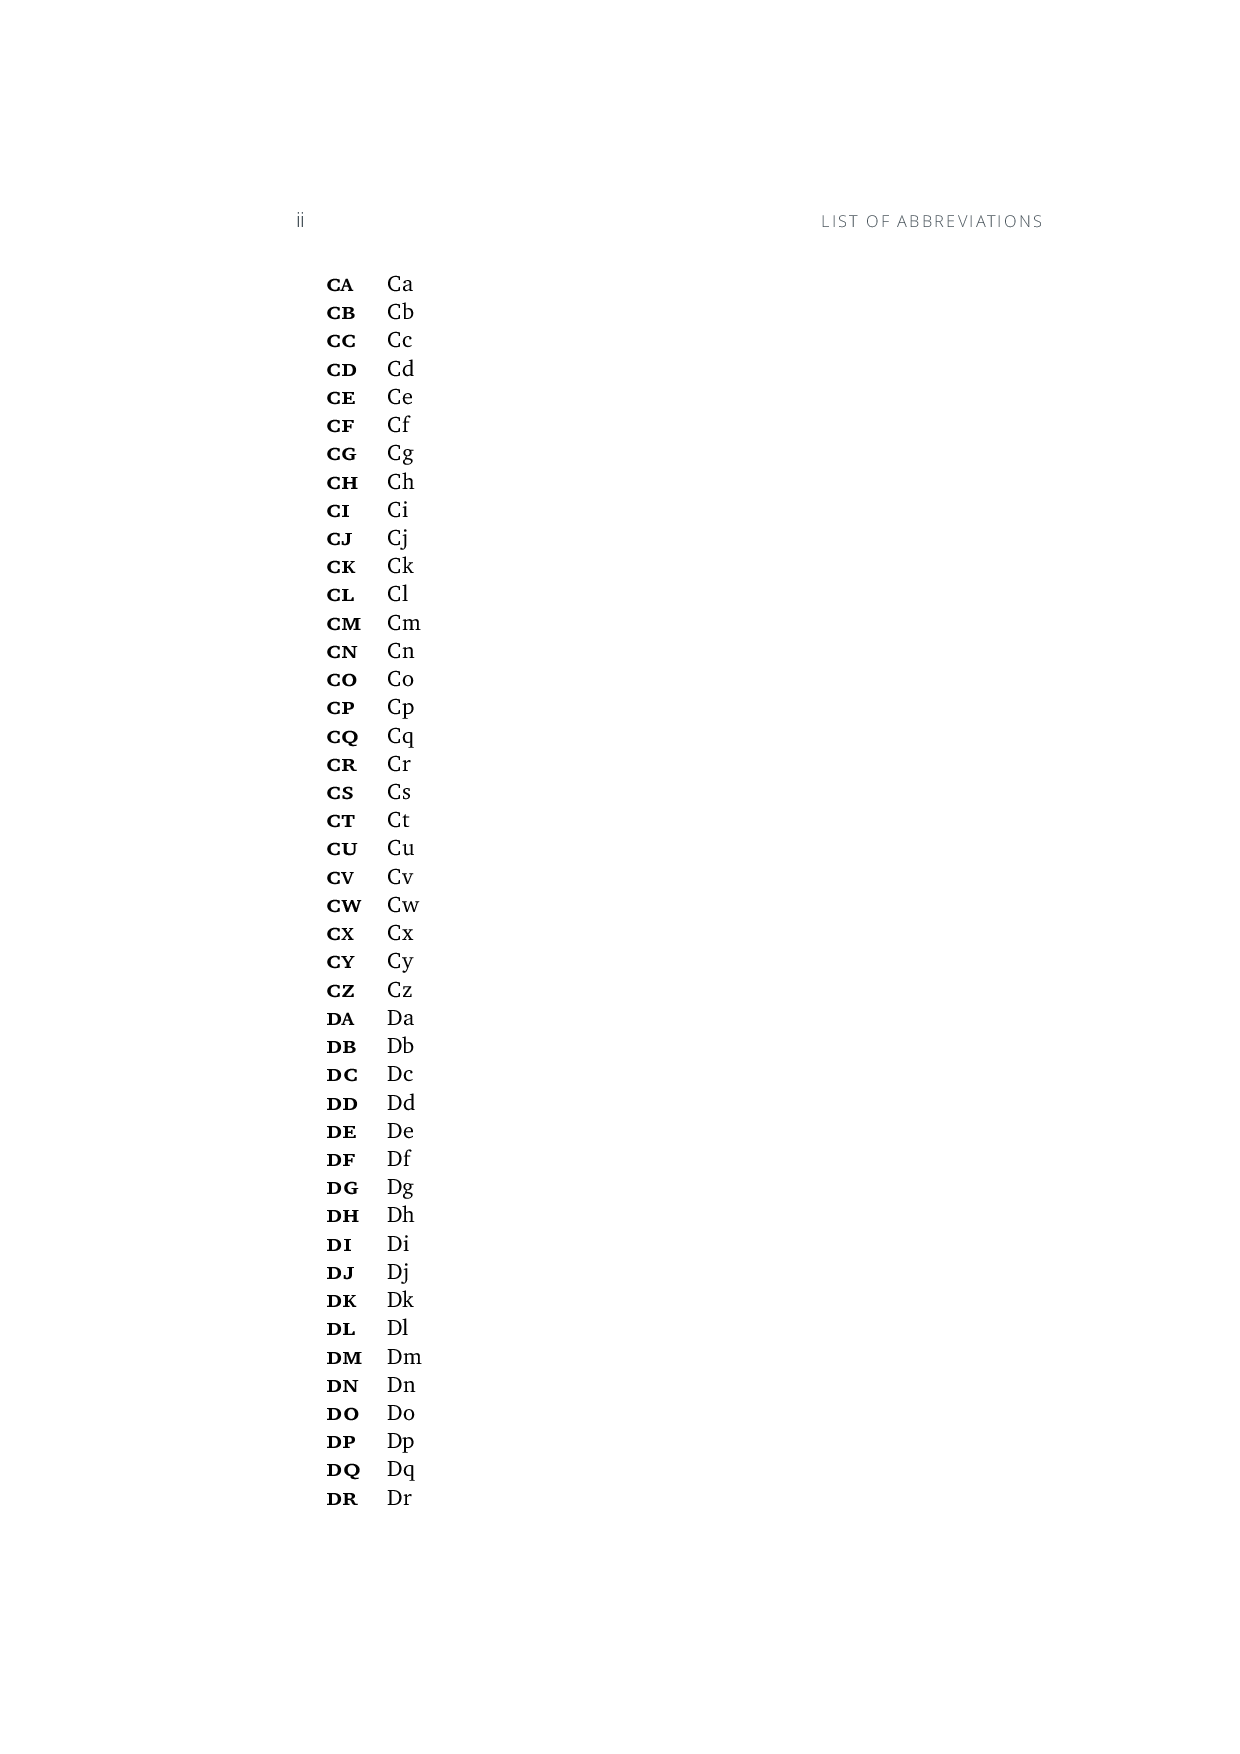 ii LIST OF ABBREVIATIONS
CA Ca
CB Cb
CC Cc
CD Cd
CE Ce
CF Cf
CG Cg
CH Ch
CI Ci
CJ Cj
CK Ck
CL Cl
CM Cm
CN Cn
CO Co
CP Cp
CQ Cq
CR Cr
CS Cs
CT Ct
CU Cu
CV Cv
CW Cw
CX Cx
CY Cy
CZ Cz
DA Da
DB Db
DC Dc
DD Dd
DE De
DF Df
DG Dg
DH Dh
DI Di
DJ Dj
DK Dk
DL Dl
DM Dm
DN Dn
DO Do
DP Dp
DQ Dq
DR Dr